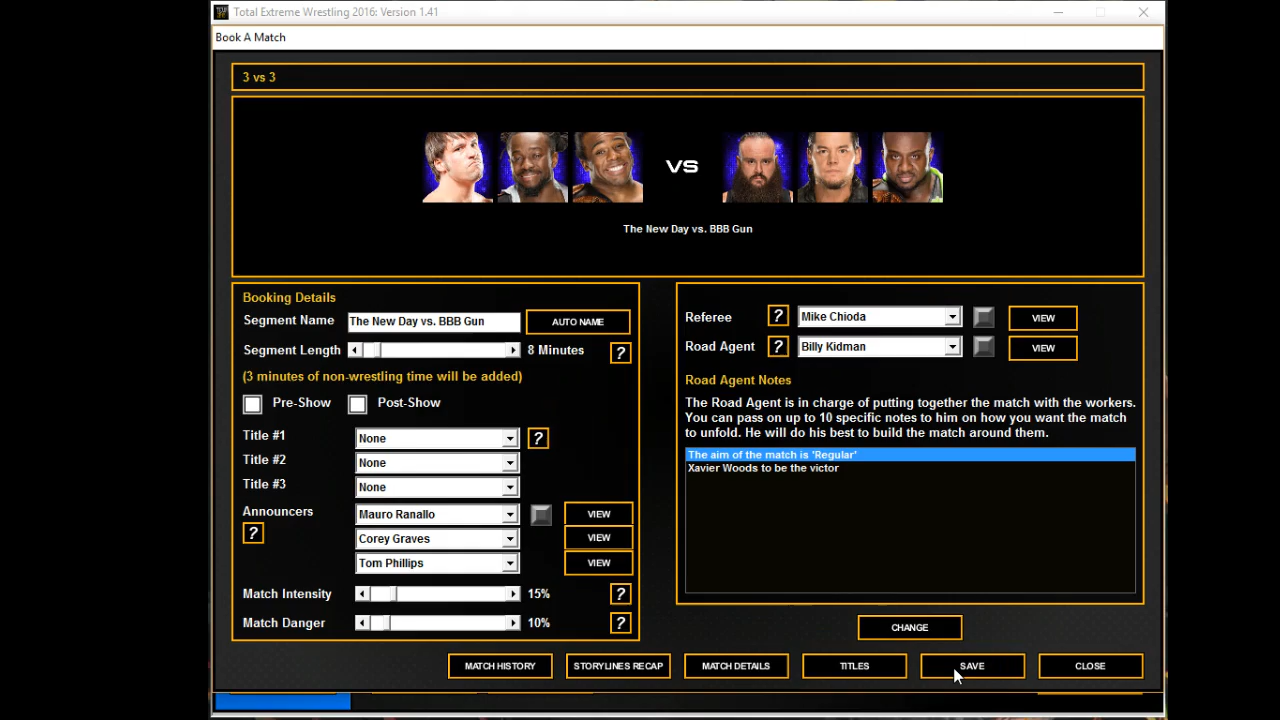 Total Extreme Wrestling 2016: Version 1.41
Book A Match
3 vs 3
VS
The New Day vs. BBB Gun
Booking Details
Segment Name The New Day vs. BBB Gun AUTO NAME
Segment Length 8 Minutes ?
(3 minutes of non-wrestling time will be added)
Pre-Show Post-Show
Title #1 None ?
Title #2 None
Title #3 None
Announcers Mauro Ranallo VIEW
? Corey Graves VIEW
Tom Phillips VIEW
Match Intensity 15% ?
Match Danger 10% ?
Referee ? Mike Chioda VIEW
Road Agent ? Billy Kidman VIEW
Road Agent Notes
The Road Agent is in charge of putting together the match with the workers.
You can pass on up to 10 specific notes to him on how you want the match
to unfold. He will do his best to build the match around them.
The aim of the match is 'Regular'
Xavier Woods to be the victor
CHANGE
MATCH HISTORY STORYLINES RECAP MATCH DETAILS TITLES SAVE CLOSE